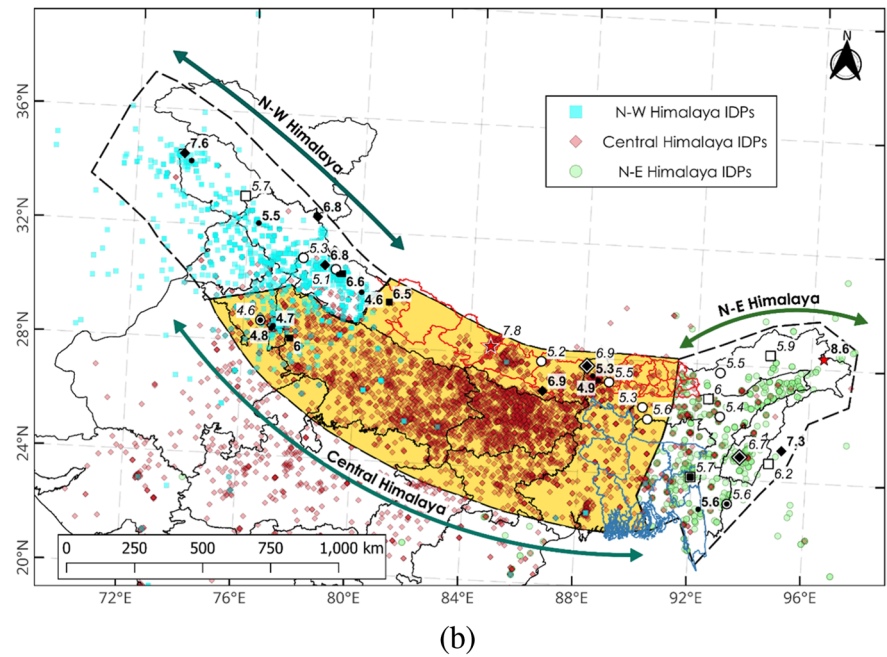 N
36°N
32°N
28°N
24°N
20°N
N-W Himalaya
N-W Himalaya IDPs
Central Himalaya IDPs
N-E Himalaya IDPs
7.6
5.7
5.5
6.8
5.3
6.8
5.1
6.6
4.6
6.5
4.6
4.7
4.8
6
7.8
N-E Himalaya
5.2
6.9
5.3
5.5
6.9
4.9
5.3
5.6
5.9
8.6
5.5
6
5.4
6.7
7.3
5.7
6.2
5.6
5.6
Central Himalaya
0 250 500 750 1,000 km
72°E 76°E 80°E 84°E 88°E 92°E 96°E
(b)